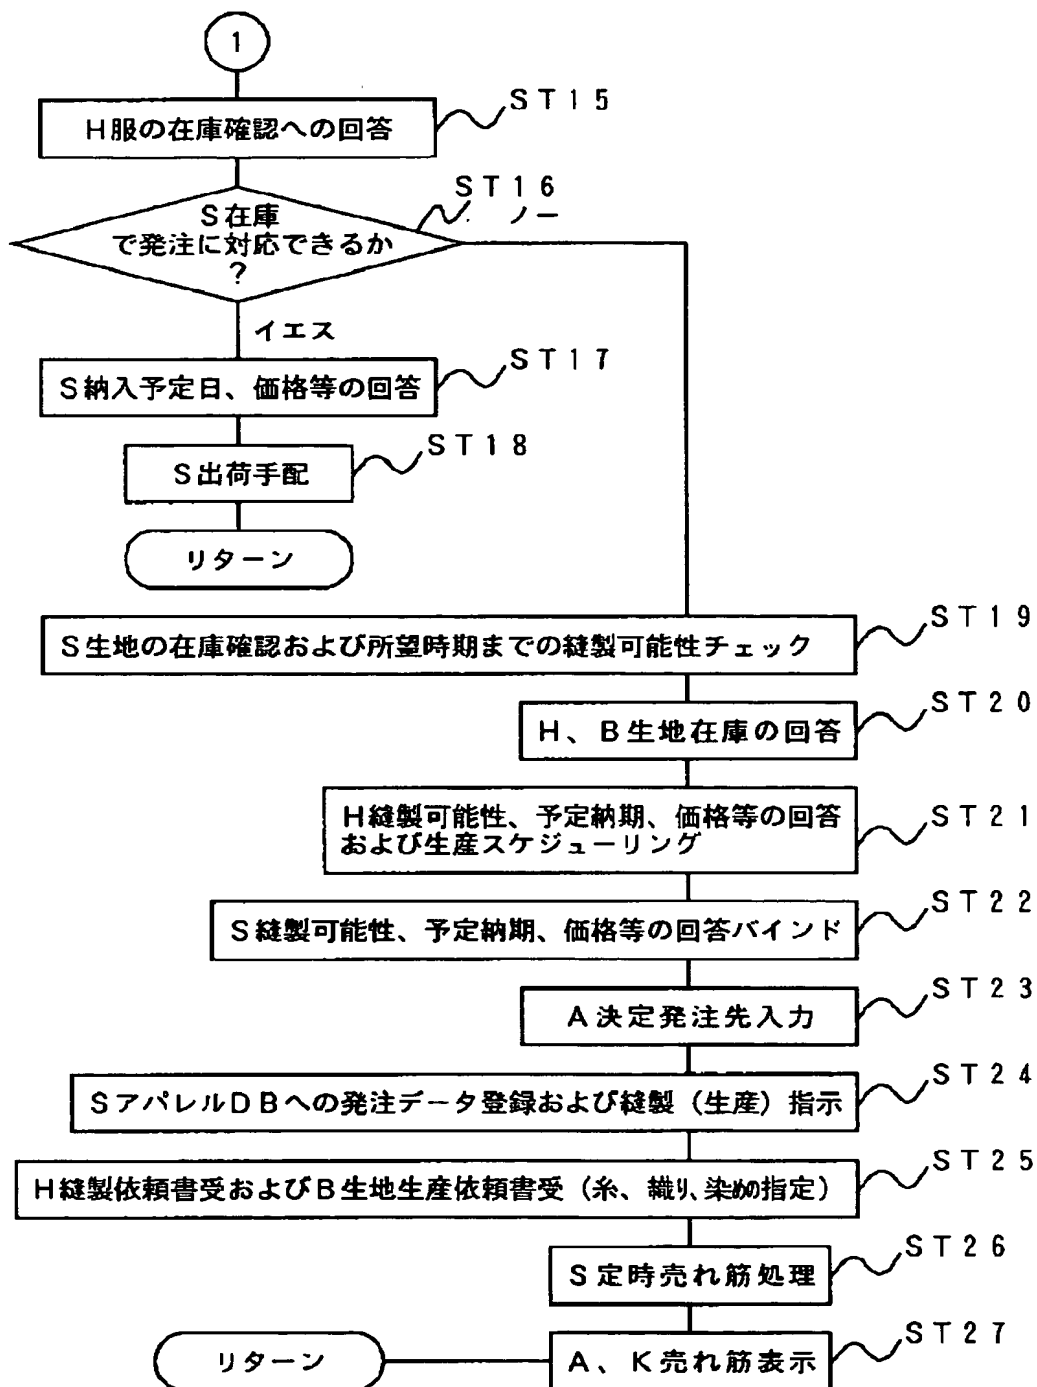 1
ST15
H服の在庫確認への回答
ST16
ノー
S在庫
で発注に対応できるか
?
イエス
ST17
S納入予定日、価格等の回答
ST18
S出荷手配
リターン
ST19
S生地の在庫確認および所望時期までの縫製可能性チェック
ST20
H、B生地在庫の回答
ST21
H縫製可能性、予定納期、価格等の回答
および生産スケジューリング
ST22
S縫製可能性、予定納期、価格等の回答バインド
ST23
A決定発注先入力
ST24
SアパレルDBへの発注データ登録および縫製(生産)指示
ST25
H縫製依頼書受およびB生地生産依頼書受(糸、織り、染めの指定)
ST26
S定時売れ筋処理
ST27
リターン
A、K売れ筋表示